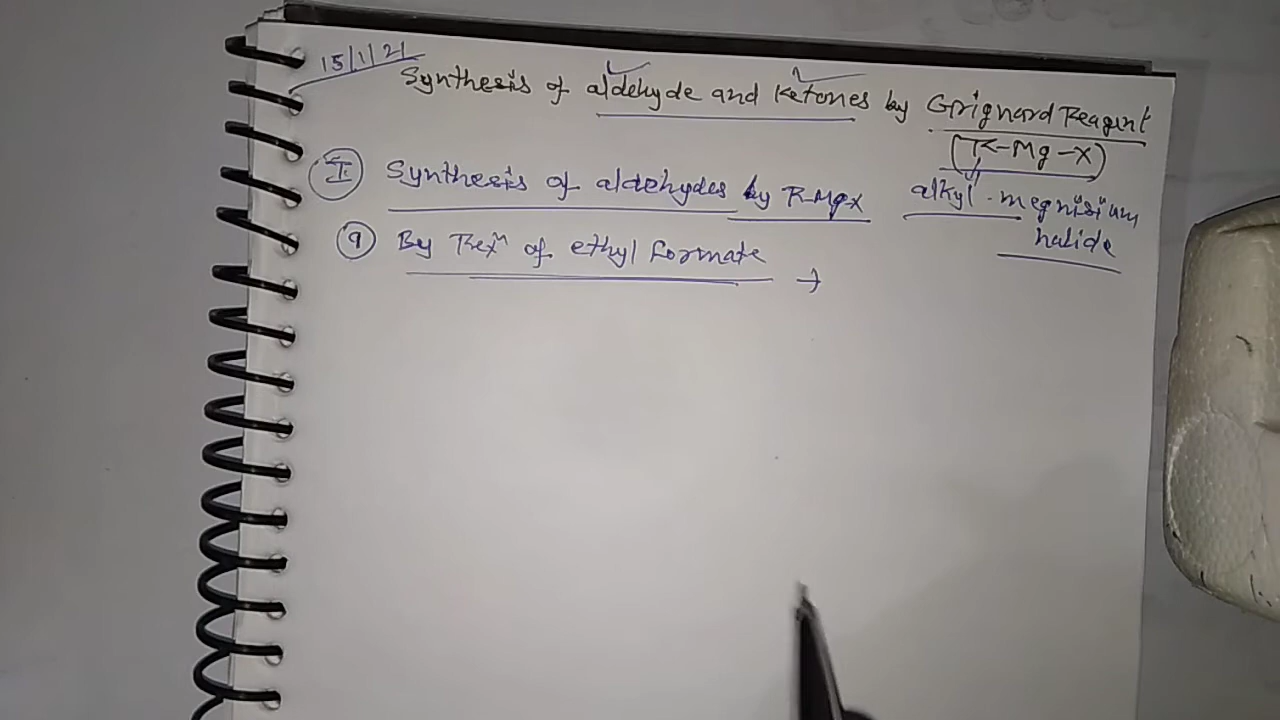 15/1/21
Synthesis of aldehyde and Ketones by Grignard Reagent
(R-Mg-X)
I Synthesis of aldehydes by R-Mg-X
alkyl - megnisium
halide
a By Rexn of ethyl formate →